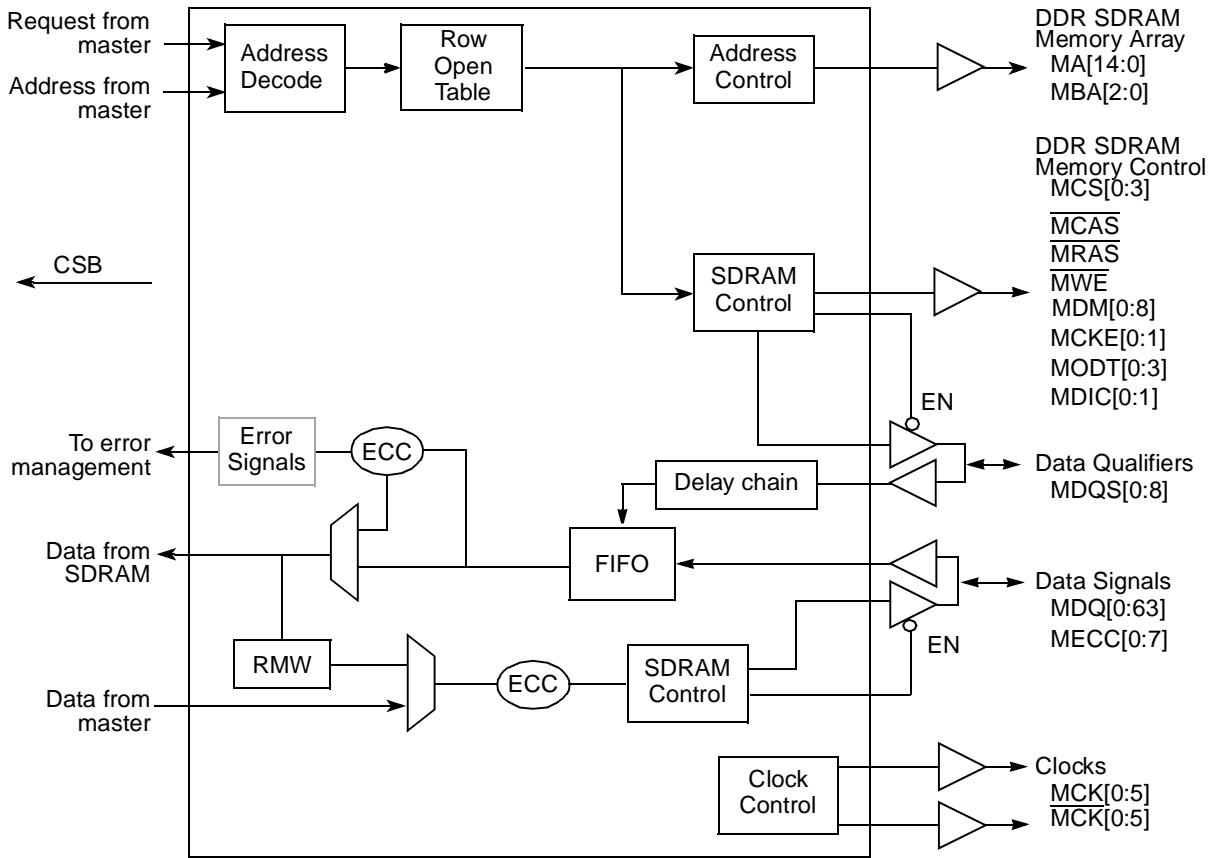 Request from
master
Address from
master
Address
Decode
Row
Open
Table
Address
Control
DDR SDRAM
Memory Array
MA[14:0]
MBA[2:0]
DDR SDRAM
Memory Control
MCS[0:3]
MCAS
MRAS
MWE
MDM[0:8]
MCKE[0:1]
MODT[0:3]
MDIC[0:1]
CSB
SDRAM
Control
EN
To error
management
Error
Signals
ECC
Delay chain
Data Qualifiers
MDQS[0:8]
Data from
SDRAM
FIFO
Data Signals
MDQ[0:63]
MECC[0:7]
EN
RMW
ECC
SDRAM
Control
Data from
master
Clock
Control
Clocks
MCK[0:5]
MCK[0:5]